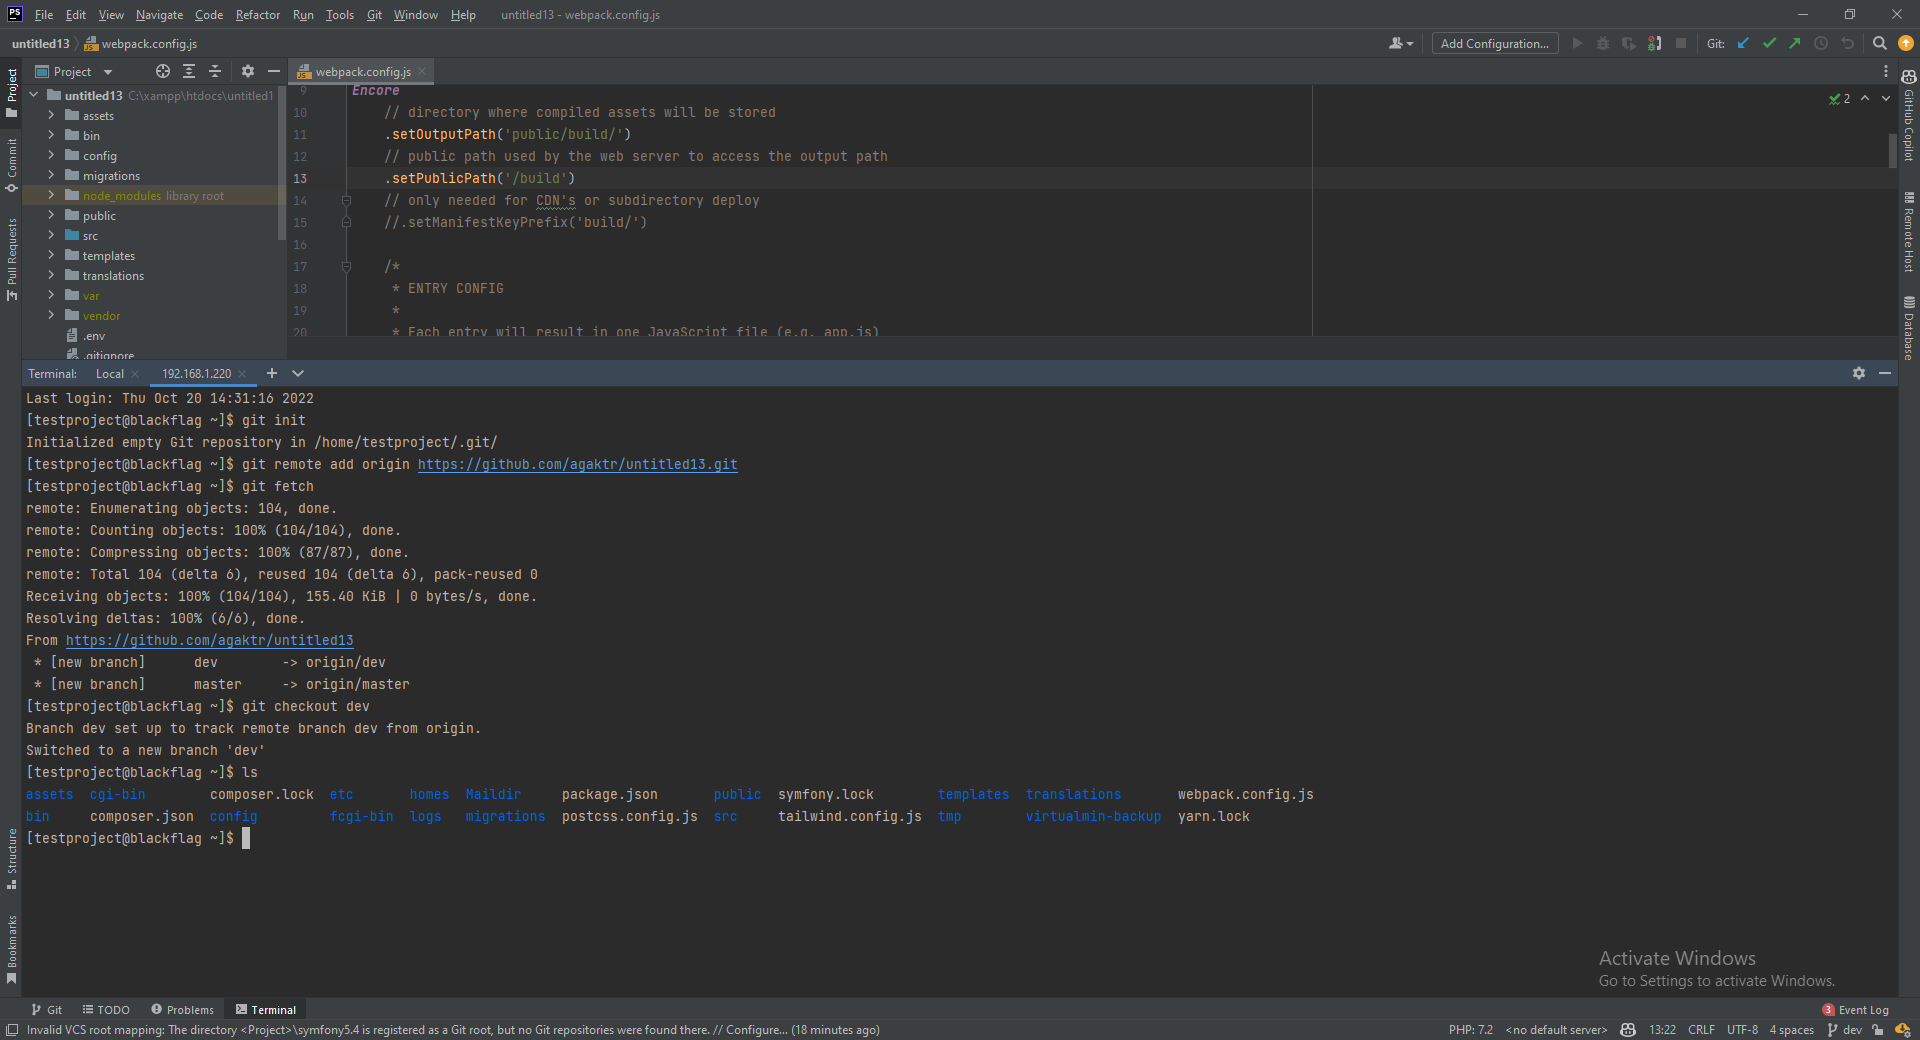 PS File Edit View Navigate Code Refactor Run Tools Git Window Help untitled13 - webpack.config.js
untitled13 webpack.config.js Add Configuration... Git:
Project webpack.config.js
untitled13 C:\xampp\htdocs\untitled1
assets
bin
config
migrations
node_modules library root
public
src
templates
translations
var
vendor
.env
.gitignore
9 Encore
10 // directory where compiled assets will be stored
11 .setOutputPath('public/build/')
12 // public path used by the web server to access the output path
13 .setPublicPath('/build')
14 // only needed for CDN's or subdirectory deploy
15 //.setManifestKeyPrefix('build/')
16
17 /*
18 * ENTRY CONFIG
19 *
20 * Each entry will result in one JavaScript file (e.g. app.js)
2
Project
Commit
Pull Requests
Structure
Bookmarks
GitHub Copilot
Remote Host
Database
Terminal: Local 192.168.1.220
Last login: Thu Oct 20 14:31:16 2022
[testproject@blackflag ~]$ git init
Initialized empty Git repository in /home/testproject/.git/
[testproject@blackflag ~]$ git remote add origin https://github.com/agaktr/untitled13.git
[testproject@blackflag ~]$ git fetch
remote: Enumerating objects: 104, done.
remote: Counting objects: 100% (104/104), done.
remote: Compressing objects: 100% (87/87), done.
remote: Total 104 (delta 6), reused 104 (delta 6), pack-reused 0
Receiving objects: 100% (104/104), 155.40 KiB | 0 bytes/s, done.
Resolving deltas: 100% (6/6), done.
From https://github.com/agaktr/untitled13
* [new branch] dev -> origin/dev
* [new branch] master -> origin/master
[testproject@blackflag ~]$ git checkout dev
Branch dev set up to track remote branch dev from origin.
Switched to a new branch 'dev'
[testproject@blackflag ~]$ ls
assets cgi-bin composer.lock etc homes Maildir package.json public symfony.lock templates translations webpack.config.js
bin composer.json config fcgi-bin logs migrations postcss.config.js src tailwind.config.js tmp virtualmin-backup yarn.lock
[testproject@blackflag ~]$
Activate Windows
Go to Settings to activate Windows.
Git TODO Problems Terminal 3 Event Log
Invalid VCS root mapping: The directory <Project>\symfony5.4 is registered as a Git root, but no Git repositories were found there. // Configure... (18 minutes ago) PHP: 7.2 <no default server> 13:22 CRLF UTF-8 4 spaces dev